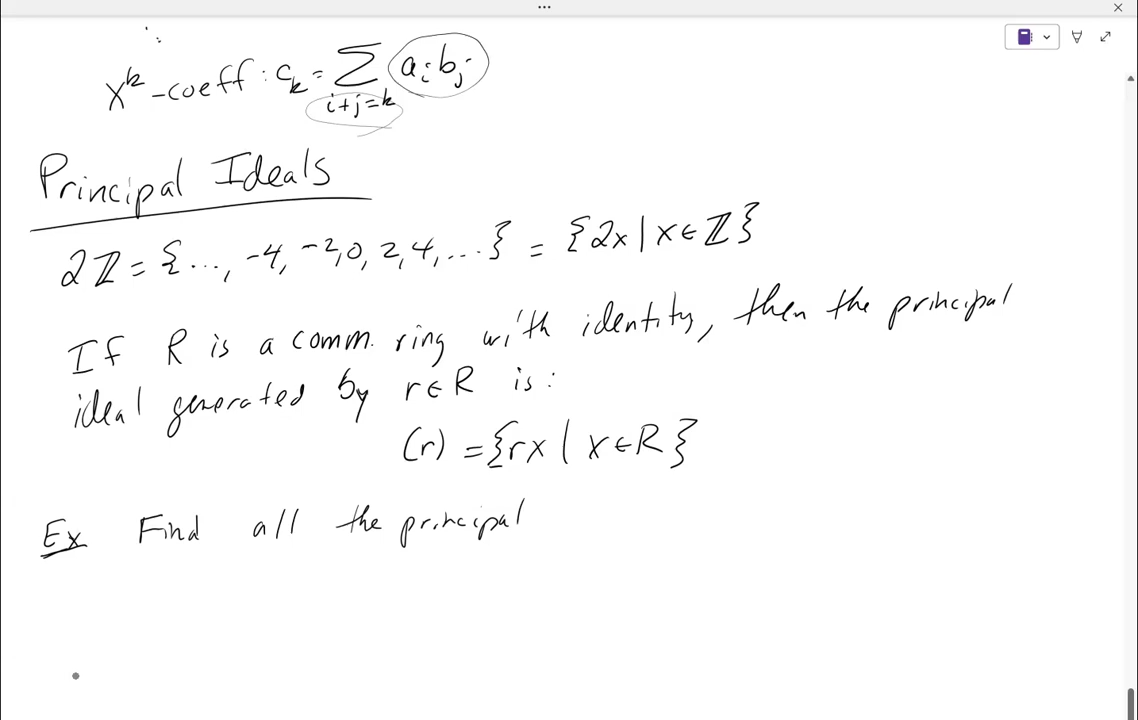 x^k-coeff: c_k = ∑_{i+j=k} a_i b_j
Principal Ideals
2ℤ = {..., -4, -2, 0, 2, 4, ...} = {2x | x ∈ ℤ}
If R is a comm. ring with identity, then the principal
ideal generated by r ∈ R is:
(r) = {rx | x ∈ R}
Ex Find all the principal